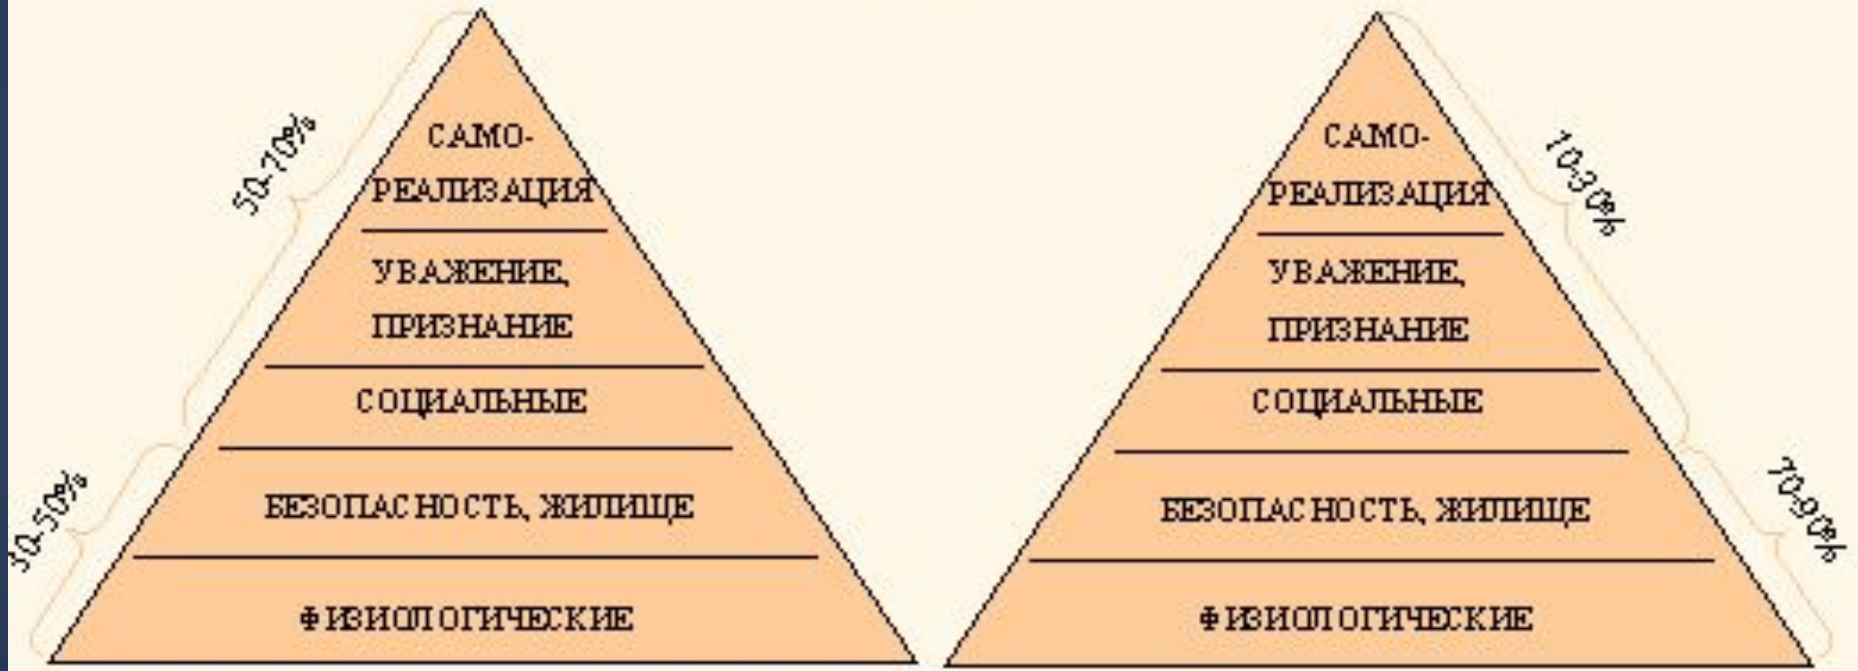 50-70%
САМО-
РЕАЛИЗАЦИЯ
УВАЖЕНИЕ,
ПРИЗНАНИЕ
СОЦИАЛЬНЫЕ
30-50%
БЕЗОПАСНОСТЬ, ЖИЛИЩЕ
ФИЗИОЛОГИЧЕСКИЕ
САМО-
РЕАЛИЗАЦИЯ
10-30%
УВАЖЕНИЕ,
ПРИЗНАНИЕ
СОЦИАЛЬНЫЕ
БЕЗОПАСНОСТЬ, ЖИЛИЩЕ
70-90%
ФИЗИОЛОГИЧЕСКИЕ